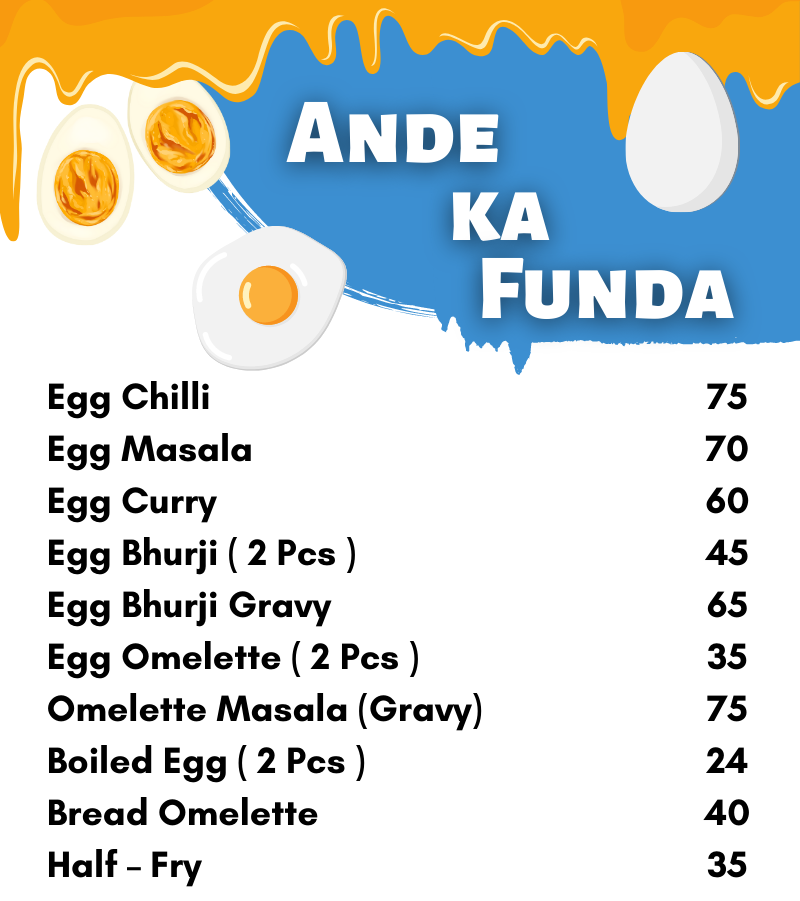 Ande
ka
Funda
Egg Chilli 75
Egg Masala 70
Egg Curry 60
Egg Bhurji ( 2 Pcs ) 45
Egg Bhurji Gravy 65
Egg Omelette ( 2 Pcs ) 35
Omelette Masala (Gravy) 75
Boiled Egg ( 2 Pcs ) 24
Bread Omelette 40
Half – Fry 35